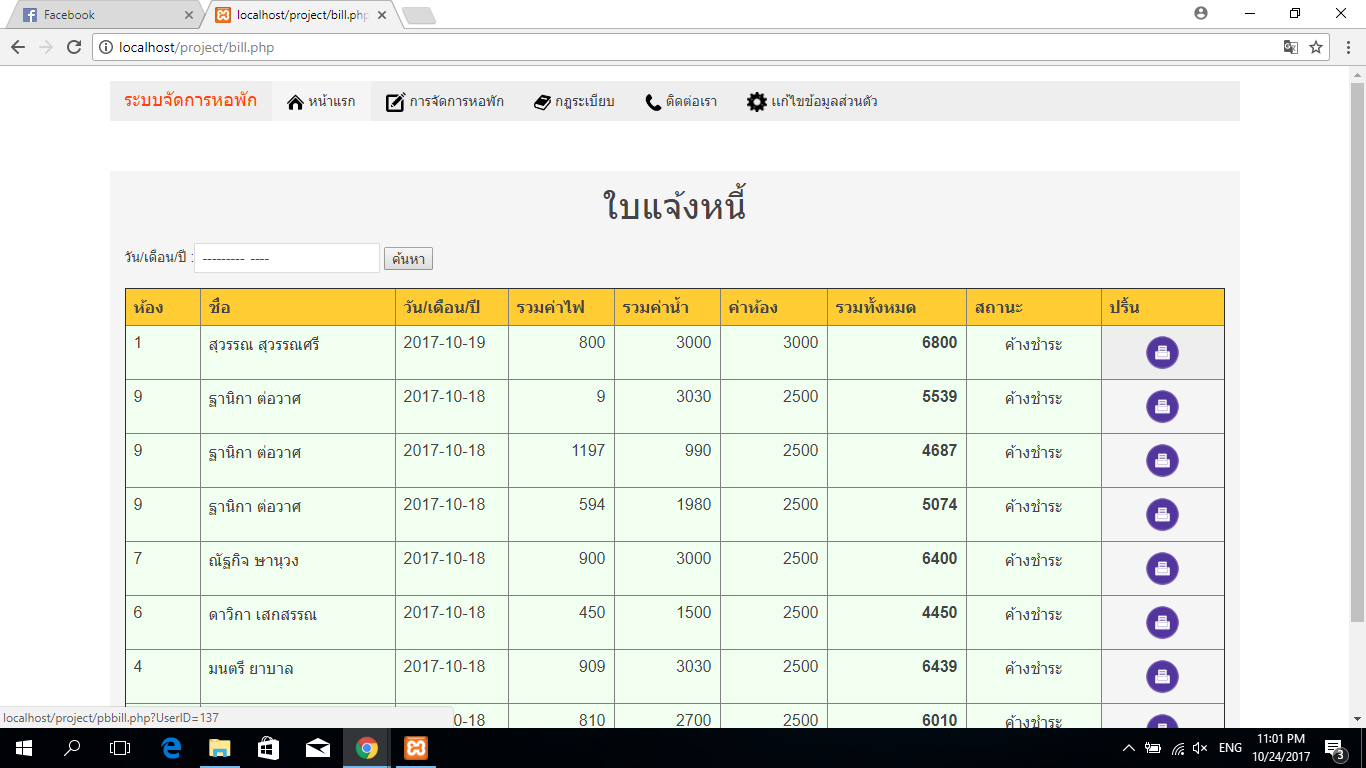 Facebook
localhost/project/bill.php
localhost/project/bill.php
ระบบจัดการหอพัก หน้าแรก การจัดการหอพัก กฎระเบียบ ติดต่อเรา แก้ไขข้อมูลส่วนตัว
ใบแจ้งหนี้
วัน/เดือน/ปี : --------- ---- ค้นหา
ห้อง ชื่อ วัน/เดือน/ปี รวมค่าไฟ รวมค่าน้ำ ค่าห้อง รวมทั้งหมด สถานะ ปริ้น
1 สุวรรณ สุวรรณศรี 2017-10-19 800 3000 3000 6800 ค้างชำระ
9 ฐานิกา ต่อวาศ 2017-10-18 9 3030 2500 5539 ค้างชำระ
9 ฐานิกา ต่อวาศ 2017-10-18 1197 990 2500 4687 ค้างชำระ
9 ฐานิกา ต่อวาศ 2017-10-18 594 1980 2500 5074 ค้างชำระ
7 ณัฐกิจ ษานุวง 2017-10-18 900 3000 2500 6400 ค้างชำระ
6 ดาวิกา เสกสรรณ 2017-10-18 450 1500 2500 4450 ค้างชำระ
4 มนตรี ยาบาล 2017-10-18 909 3030 2500 6439 ค้างชำระ
0-18 810 2700 2500 6010 ค้างชำระ
localhost/project/pbbill.php?UserID=137
ENG
11:01 PM
10/24/2017
3